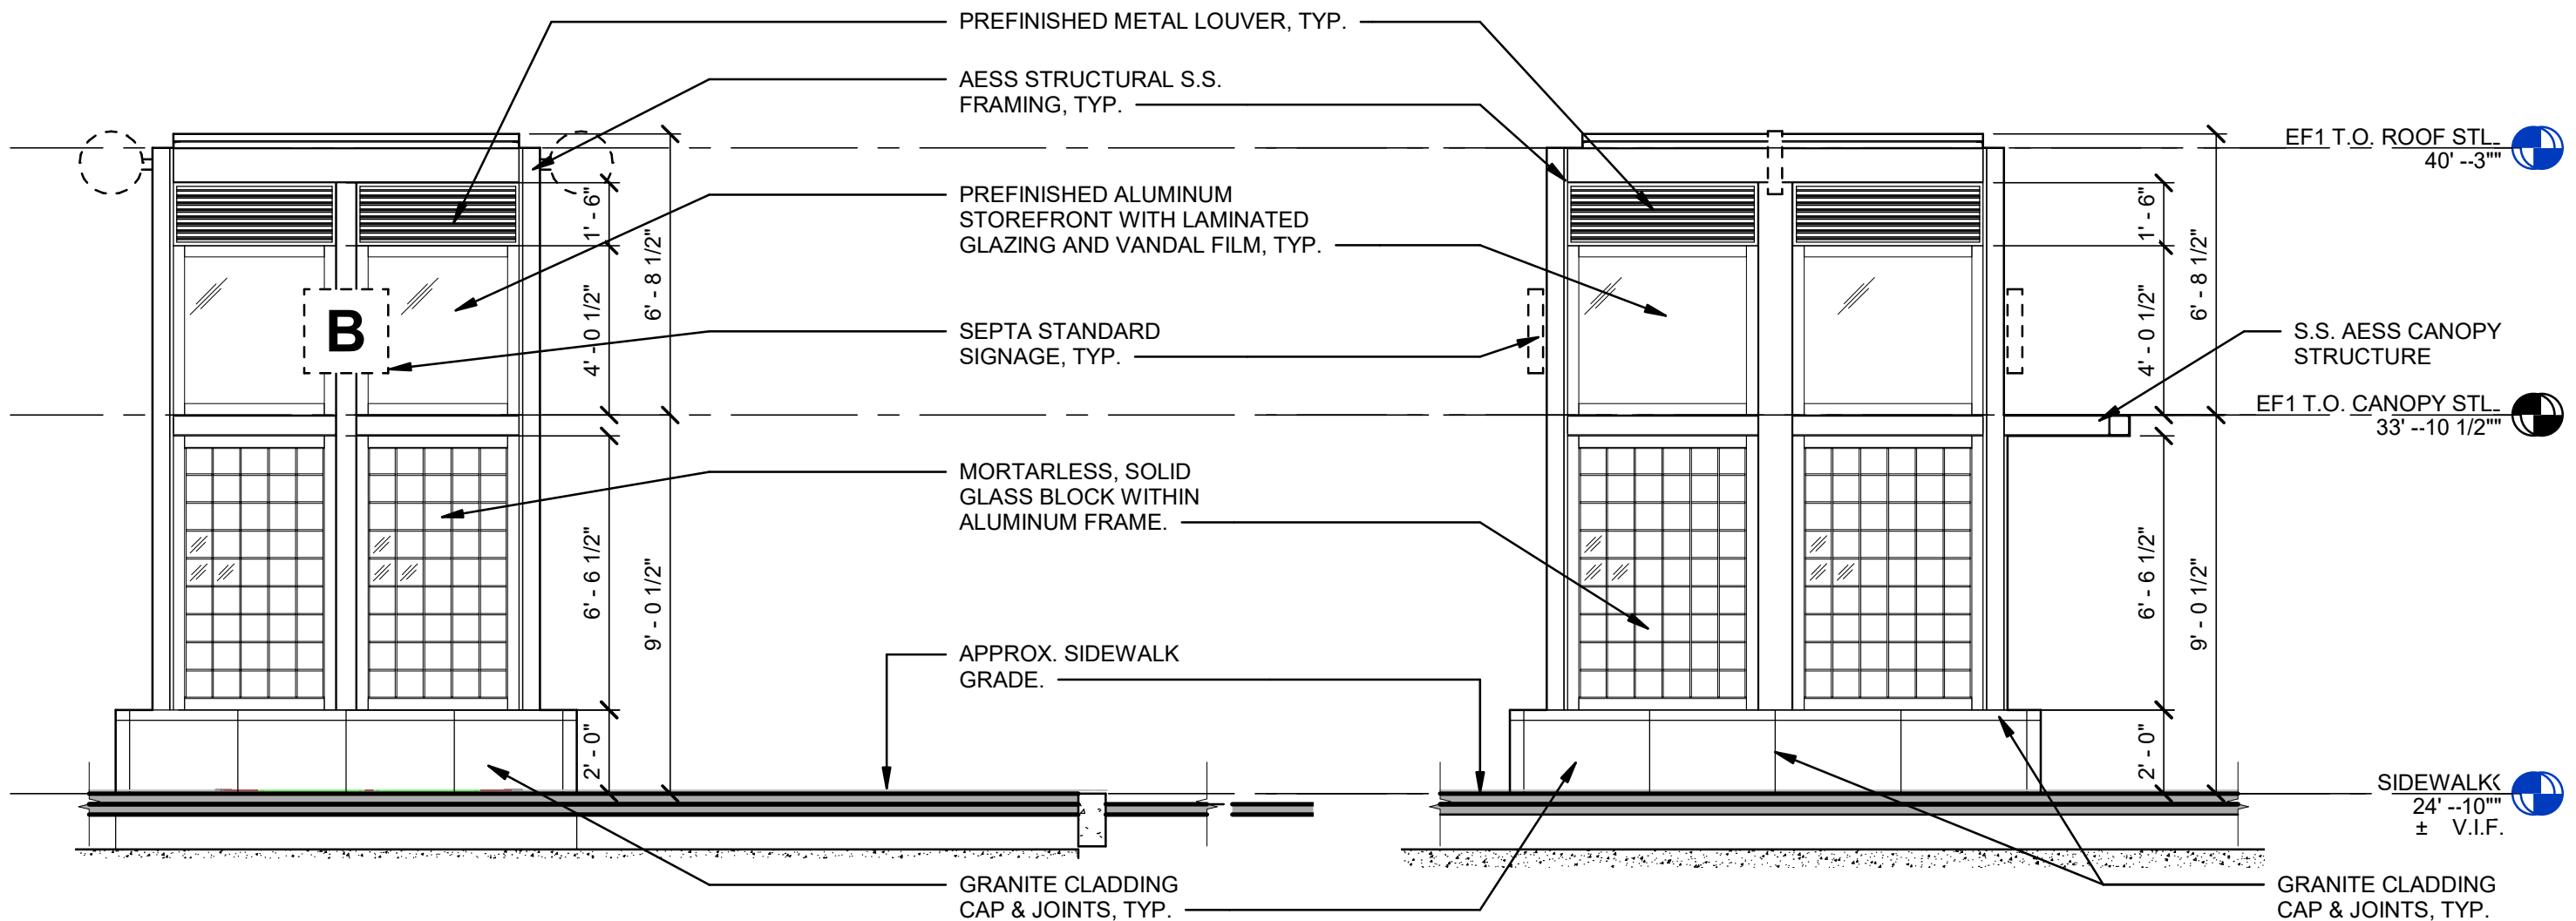 PREFINISHED METAL LOUVER, TYP.
AESS STRUCTURAL S.S.
FRAMING, TYP.
PREFINISHED ALUMINUM
STOREFRONT WITH LAMINATED
GLAZING AND VANDAL FILM, TYP.
SEPTA STANDARD
SIGNAGE, TYP.
MORTARLESS, SOLID
GLASS BLOCK WITHIN
ALUMINUM FRAME.
APPROX. SIDEWALK
GRADE.
GRANITE CLADDING
CAP & JOINTS, TYP.
B
1' - 6"
4' - 0 1/2"
6' - 6 1/2"
2' - 0"
6' - 8 1/2"
9' - 0 1/2"
1' - 6"
4' - 0 1/2"
6' - 6 1/2"
2' - 0"
6' - 8 1/2"
9' - 0 1/2"
EF1 T.O. ROOF STL.
40' --3""
S.S. AESS CANOPY
STRUCTURE
EF1 T.O. CANOPY STL.
33' --10 1/2""
SIDEWALK
24' --10""
± V.I.F.
GRANITE CLADDING
CAP & JOINTS, TYP.